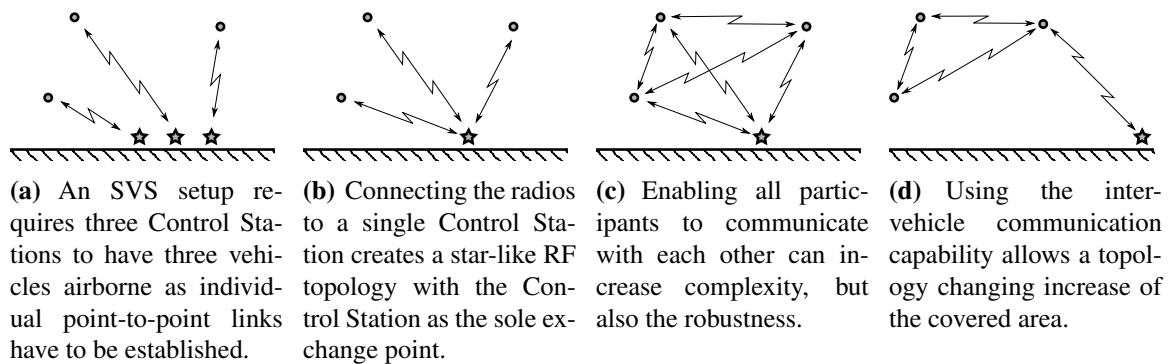 (a) An SVS setup re-
quires three Control Sta-
tions to have three vehi-
cles airborne as individ-
ual point-to-point links
have to be established.
(b) Connecting the radios
to a single Control Sta-
tion creates a star-like RF
topology with the Con-
trol Station as the sole ex-
change point.
(c) Enabling all partic-
ipants to communicate
with each other can in-
crease complexity, but
also the robustness.
(d) Using the inter-
vehicle communication
capability allows a topol-
ogy changing increase of
the covered area.